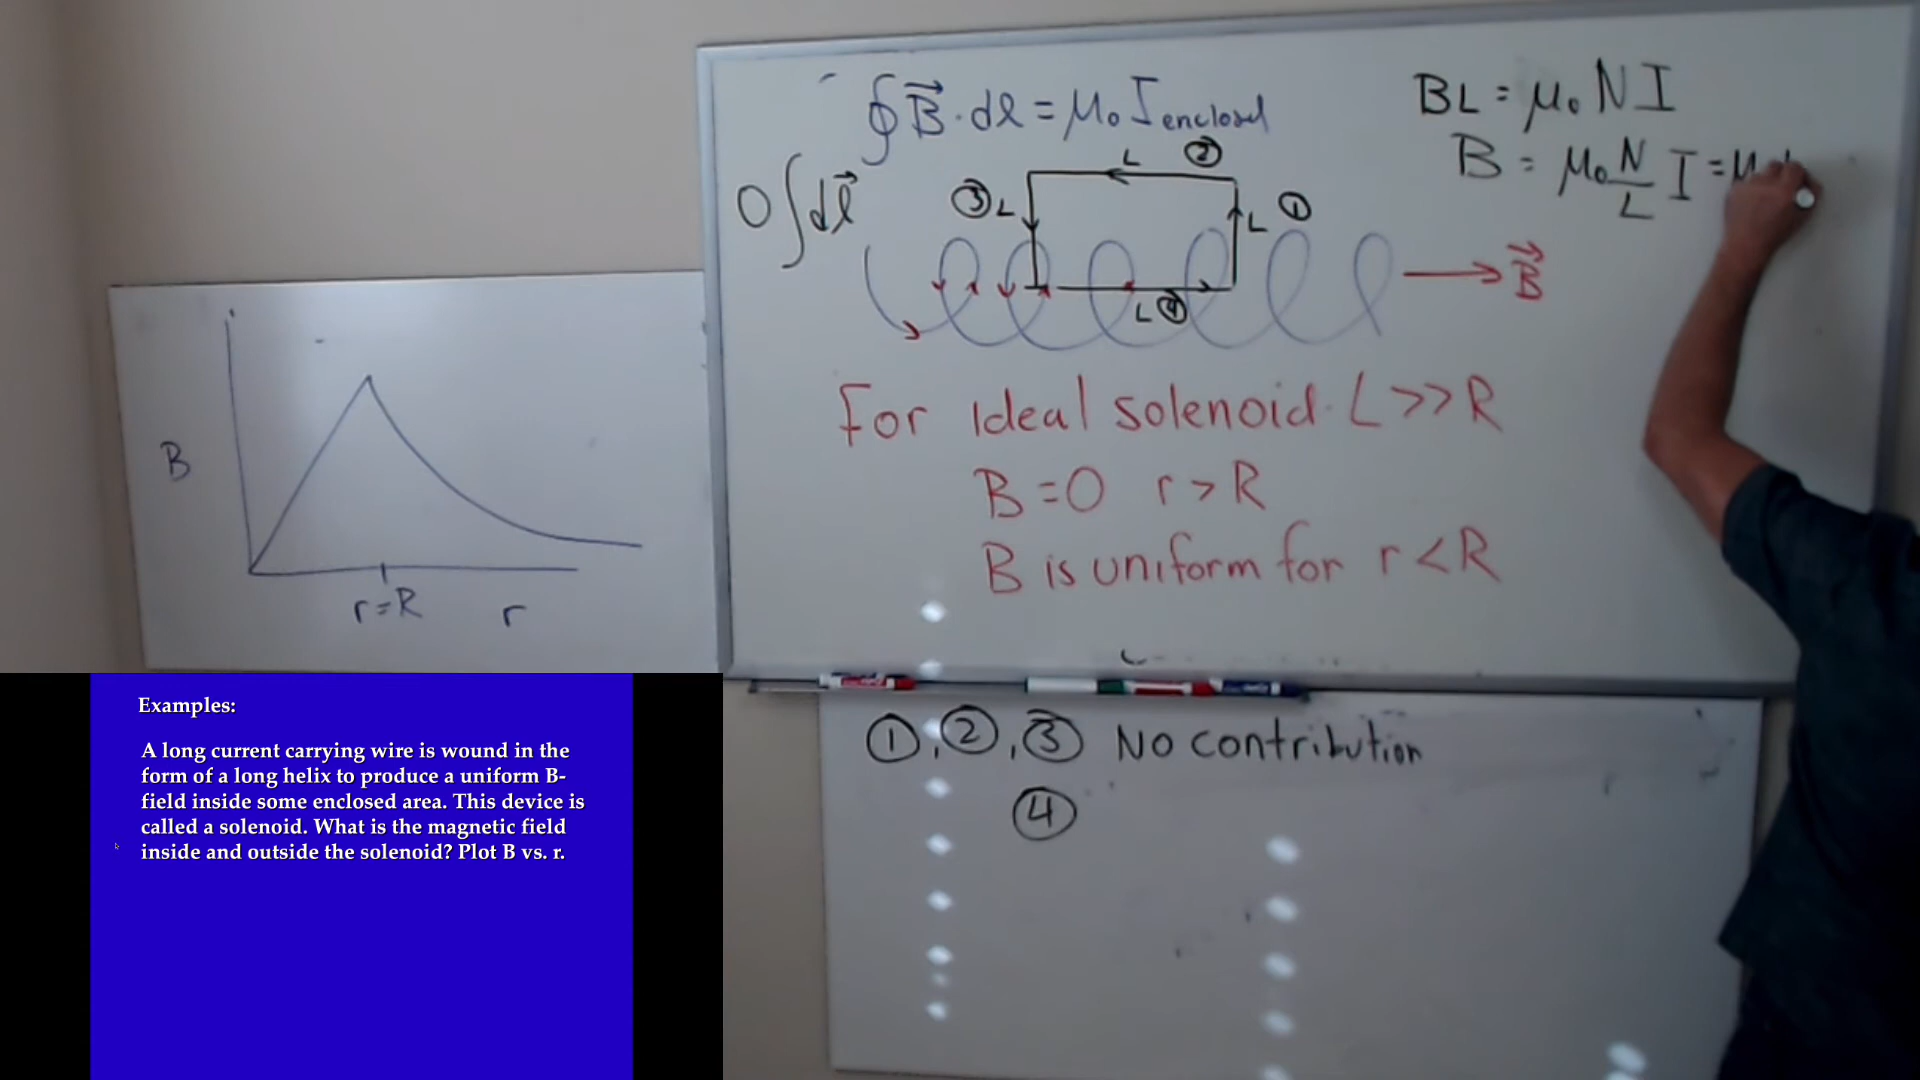 B
r=R
r
Examples:
A long current carrying wire is wound in the
form of a long helix to produce a uniform B-
field inside some enclosed area. This device is
called a solenoid. What is the magnetic field
inside and outside the solenoid? Plot B vs. r.
∮B⃗·dl = μ₀ I enclosed
0∫dl⃗
L ②
③ L
L ①
L ④
B⃗
BL = μ₀ N I
B = μ₀ N/L I = μ
For ideal solenoid L >> R
B = 0 r > R
B is uniform for r < R
①, ②, ③ No contribution
④